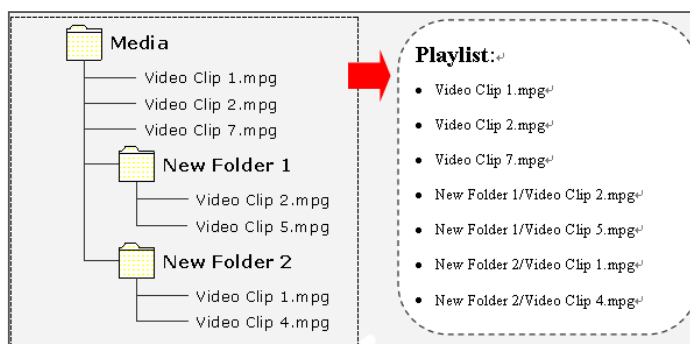 Media
Video Clip 1.mpg
Video Clip 2.mpg
Video Clip 7.mpg
New Folder 1
Video Clip 2.mpg
Video Clip 5.mpg
New Folder 2
Video Clip 1.mpg
Video Clip 4.mpg
Playlist:↵
• Video Clip 1.mpg↵
• Video Clip 2.mpg↵
• Video Clip 7.mpg↵
• New Folder 1/Video Clip 2.mpg↵
• New Folder 1/Video Clip 5.mpg↵
• New Folder 2/Video Clip 1.mpg↵
• New Folder 2/Video Clip 4.mpg↵